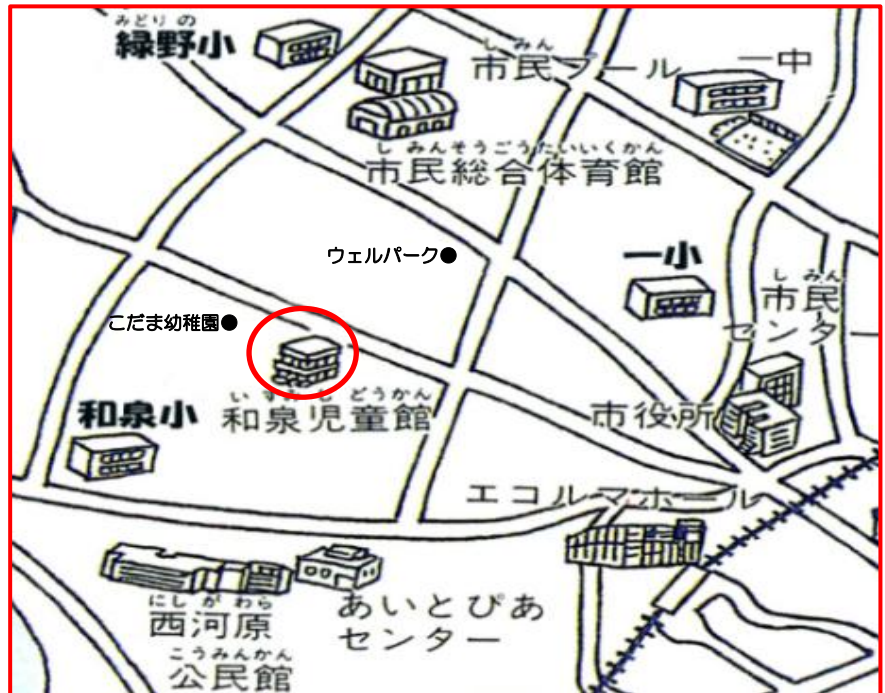 みどりの
緑野小
しみん
市民プール
一中
しみんそうごうたいいくかん
市民総合体育館
ウェルパーク●
一小
しみん
市民
センター
こだま幼稚園●
いずみじどうかん
和泉児童館
和泉小
市役所
エコルマホール
にしがわら
西河原
こうみんかん
公民館
あいとぴあ
センター